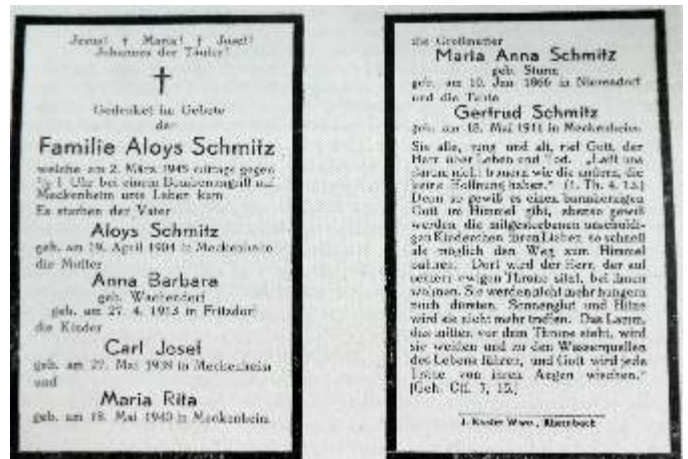 Jesus! † Maria! † Josef!
Johannes der Täufer!
Gedenket im Gebete
der
Familie Aloys Schmitz
welche am 2. März 1945 mittags gegen
½1 Uhr bei einem Bombenangriff auf
Meckenheim ums Leben kam.
Es starben der Vater
Aloys Schmitz
geb. am 19. April 1904 in Meckenheim
die Mutter
Anna Barbara
geb. Wachendorf
geb. am 27. 4. 1913 in Fritzdorf
die Kinder
Carl Josef
geb. am 27. Mai 1938 in Meckenheim
und
Maria Rita
geb. am 18. Mai 1940 in Meckenheim
die Großmutter
Maria Anna Schmitz
geb. Sturm
geb. am 10. Jan 1866 in Nierendorf
und die Tante
Gertrud Schmitz
geb. am 18. Mai 1911 in Meckenheim.
Sie alle, jung und alt, rief Gott, der
Herr über Leben und Tod. „Laßt uns
darum nicht trauern wie die andern, die
keine Hoffnung haben." (1. Th. 4, 13.)
Denn so gewiß es einen barmherzigen
Gott im Himmel gibt, ebenso gewiß
werden die mitgestorbenen unschuldi-
gen Kinderchen ihren Lieben, so schnell
als möglich den Weg zum Himmel
bahnen. Dort wird der Herr, der auf
seinem ewigen Throne sitzt, bei ihnen
wohnen. Sie werden nicht mehr hungern
noch dürsten. Sonnenglut und Hitze
wird sie nicht mehr treffen. Das Lamm,
das mitten vor dem Throne steht, wird
sie weiden und zu den Wasserquellen
des Lebens führen, und Gott wird jede
Träne von ihren Augen wischen."
(Geh. Off. 7, 15.)
Rheinbach